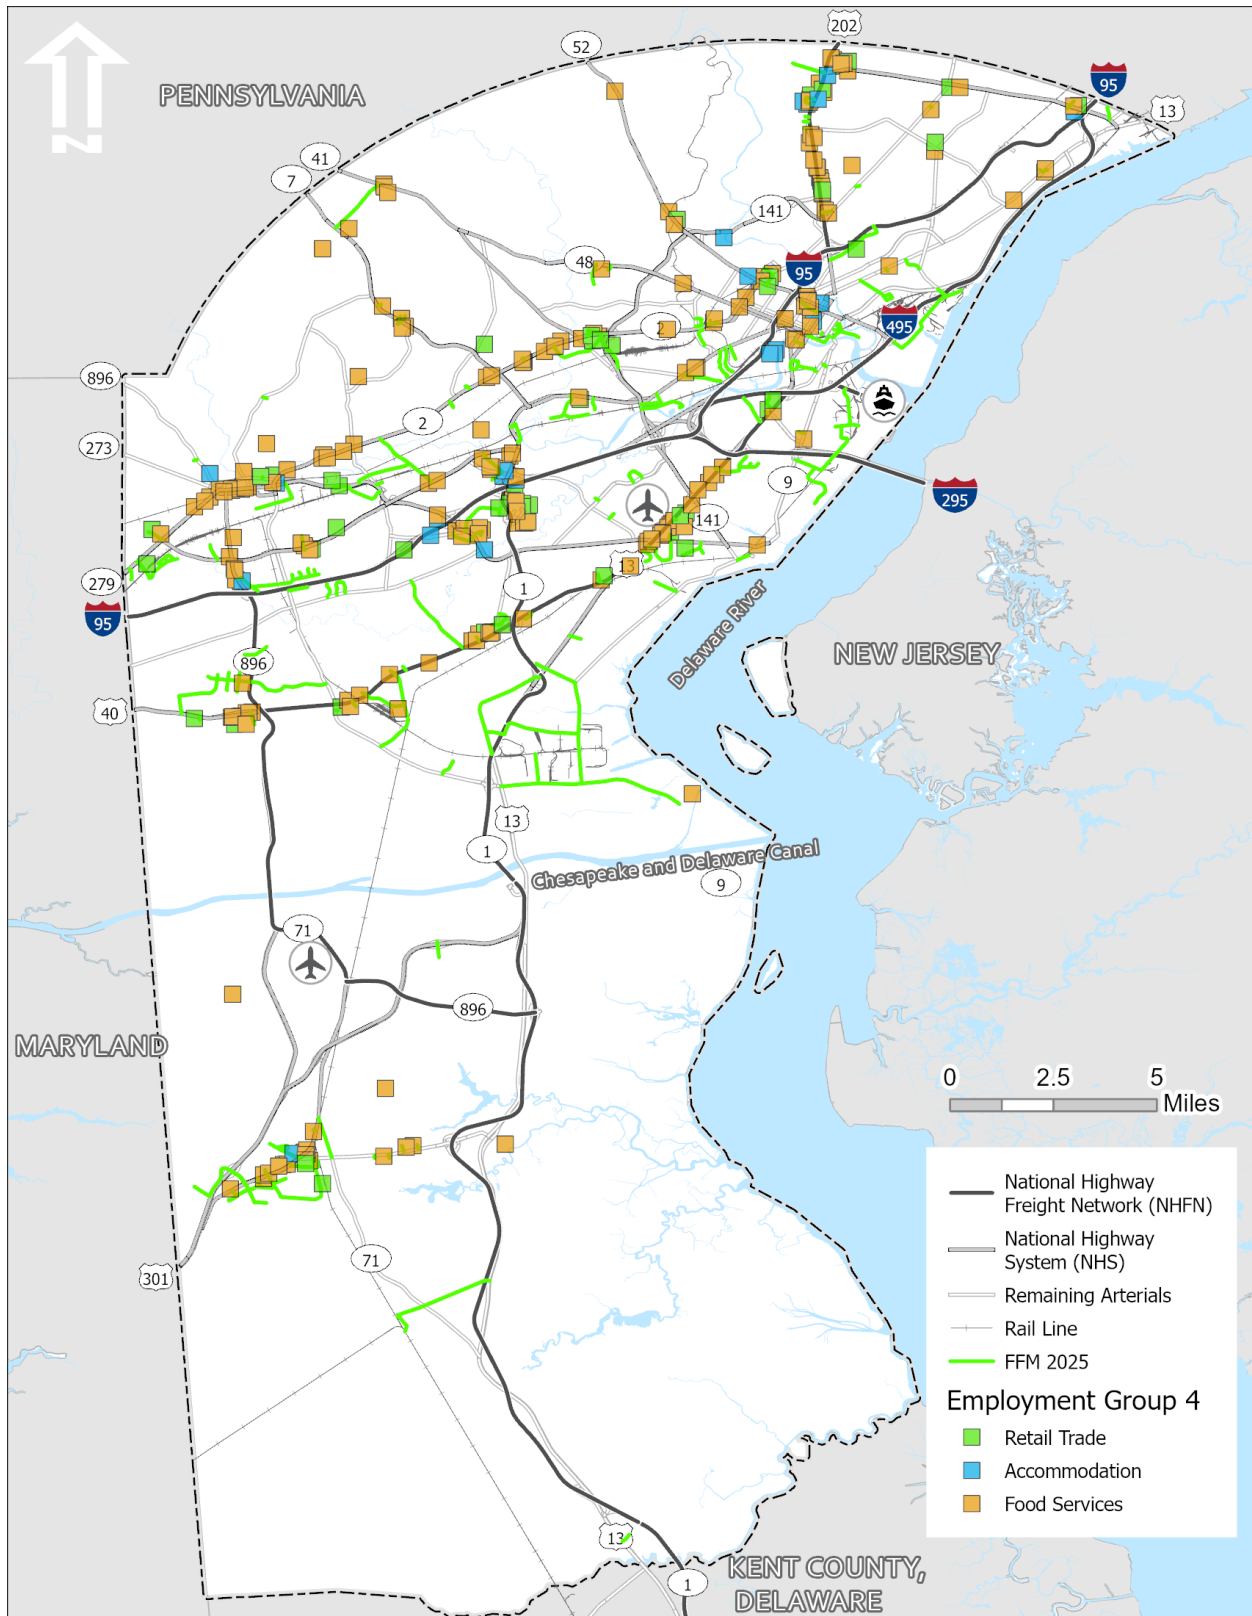 202
52
95
13
PENNSYLVANIA
41
7
141
48
95
2
495
896
2
273
9
295
141
279
13
1
95
Delaware River
NEW JERSEY
896
40
13
1
Chesapeake and Delaware Canal
9
71
896
MARYLAND
0 2.5 5
Miles
N
301
71
National Highway
Freight Network (NHFN)
National Highway
System (NHS)
Remaining Arterials
Rail Line
FFM 2025
Employment Group 4
Retail Trade
Accommodation
Food Services
13
1
KENT COUNTY,
DELAWARE